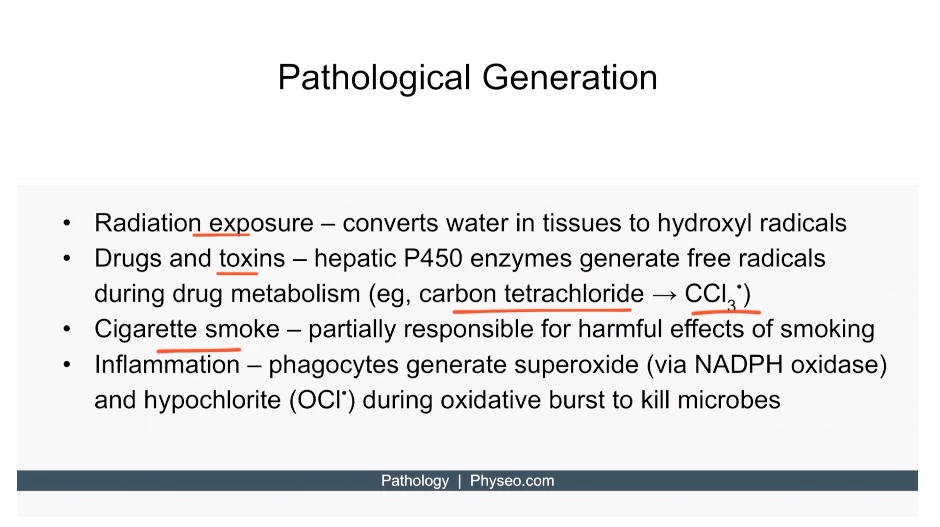 Pathological Generation
• Radiation exposure – converts water in tissues to hydroxyl radicals
• Drugs and toxins – hepatic P450 enzymes generate free radicals
during drug metabolism (eg, carbon tetrachloride → CCl₃•)
• Cigarette smoke – partially responsible for harmful effects of smoking
• Inflammation – phagocytes generate superoxide (via NADPH oxidase)
and hypochlorite (OCl•) during oxidative burst to kill microbes
Pathology | Physeo.com